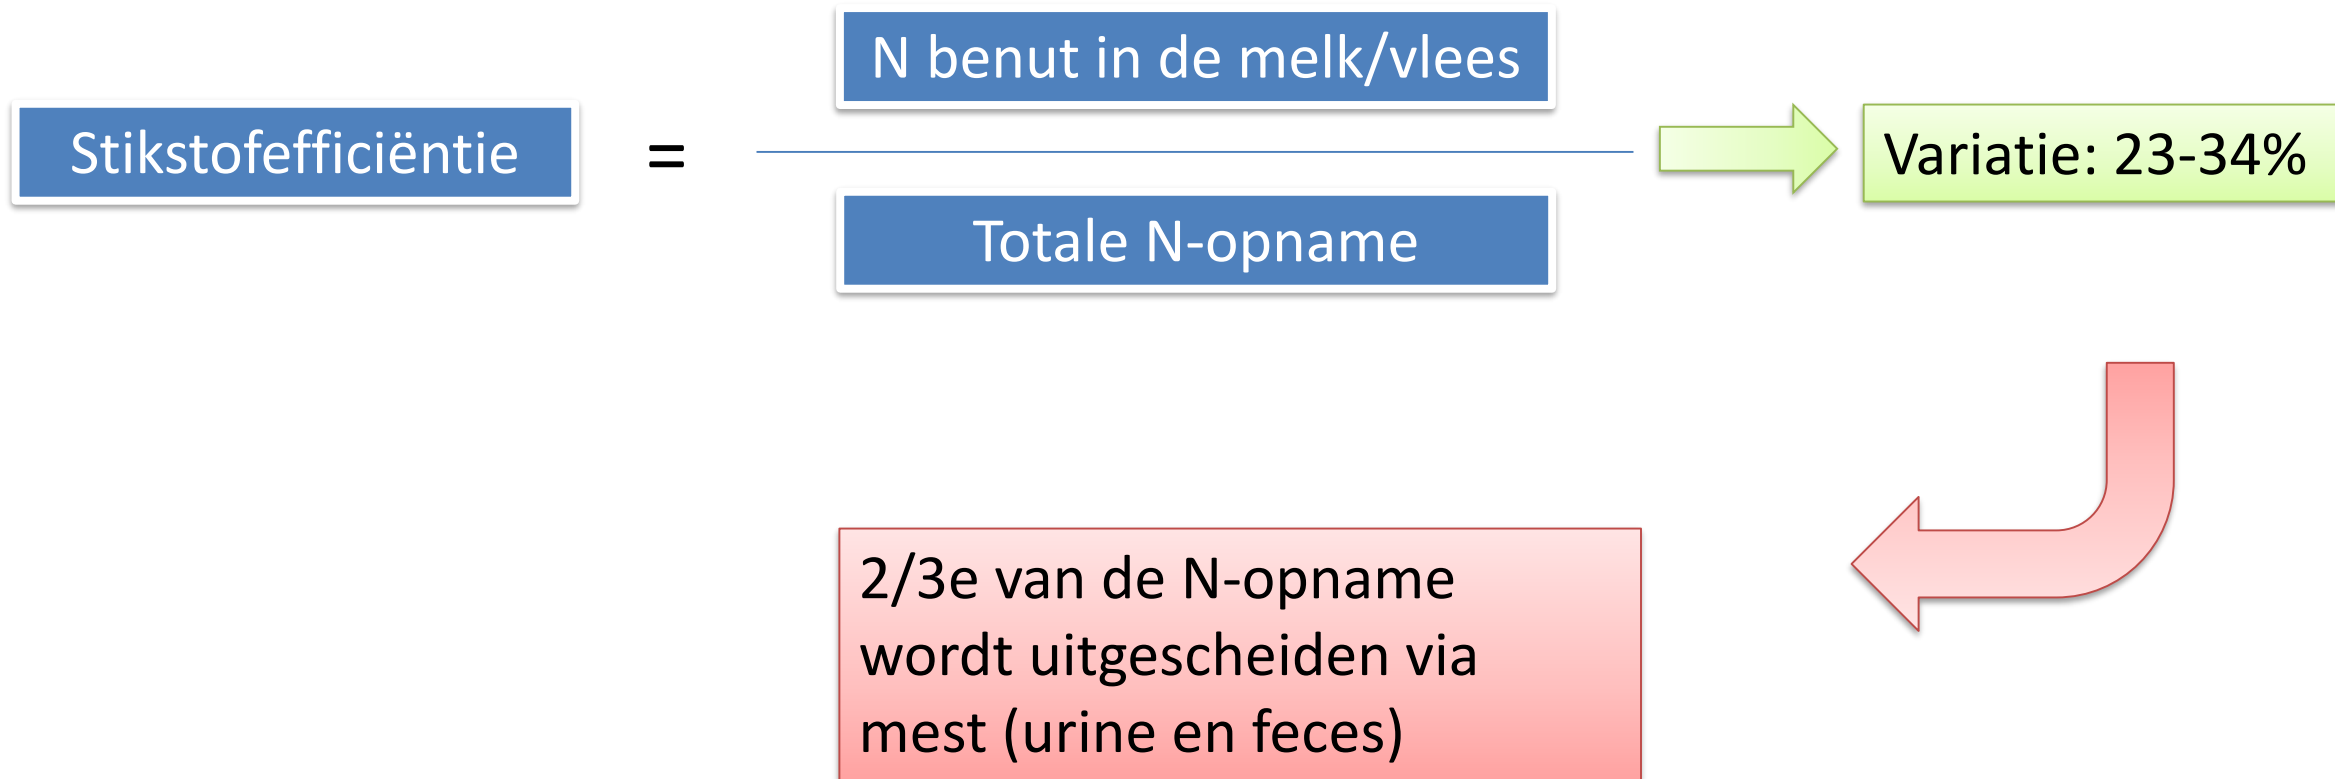 N benut in de melk/vlees
Stikstofefficiëntie
=
Variatie: 23-34%
Totale N-opname
2/3e van de N-opname
wordt uitgescheiden via
mest (urine en feces)